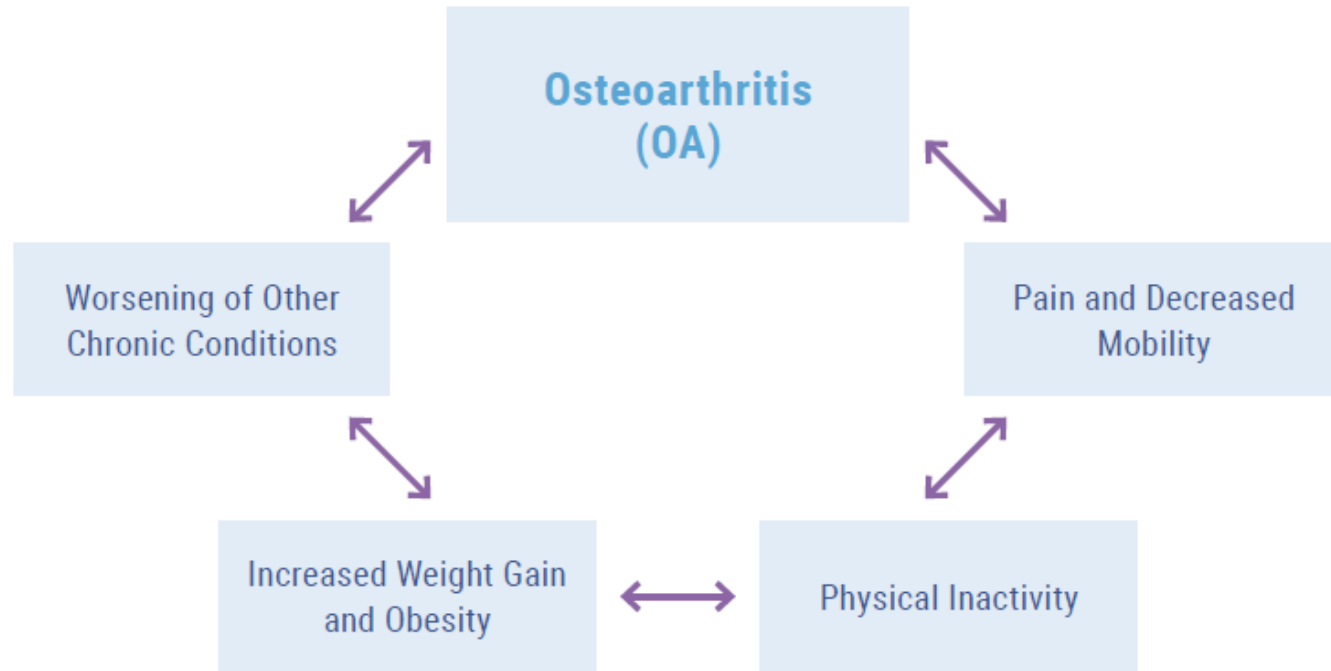 Osteoarthritis
(OA)
Worsening of Other
Chronic Conditions
Pain and Decreased
Mobility
Increased Weight Gain
and Obesity
Physical Inactivity